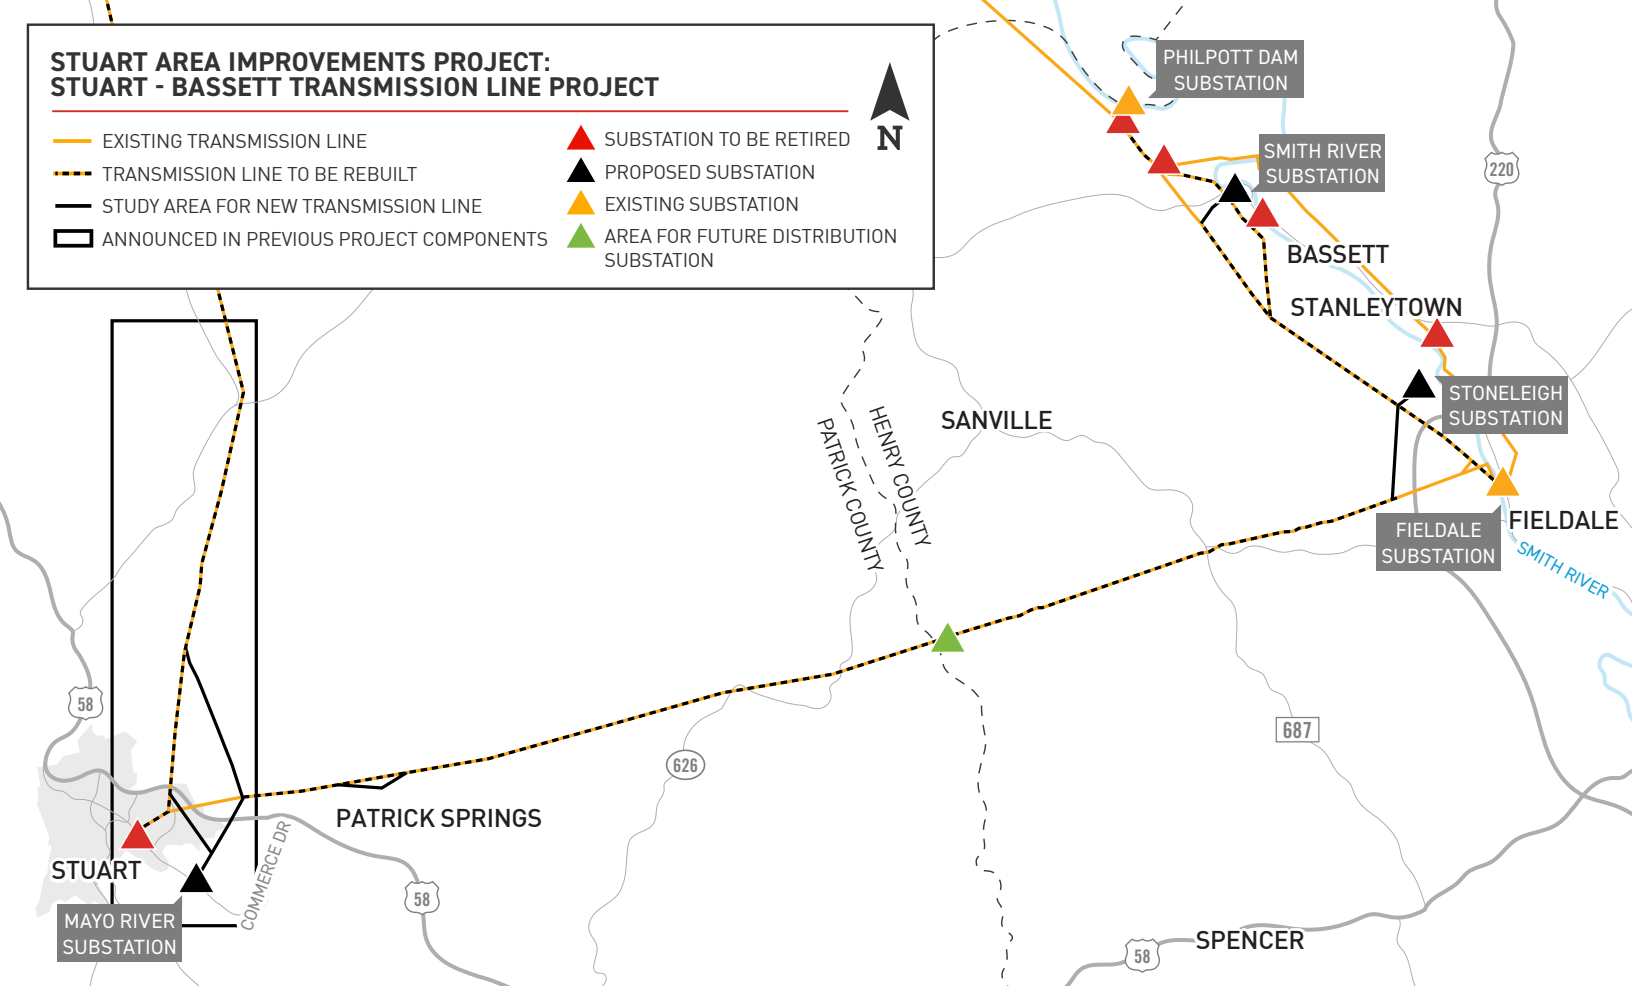 STUART AREA IMPROVEMENTS PROJECT:
STUART - BASSETT TRANSMISSION LINE PROJECT
N
EXISTING TRANSMISSION LINE
TRANSMISSION LINE TO BE REBUILT
STUDY AREA FOR NEW TRANSMISSION LINE
ANNOUNCED IN PREVIOUS PROJECT COMPONENTS
SUBSTATION TO BE RETIRED
PROPOSED SUBSTATION
EXISTING SUBSTATION
AREA FOR FUTURE DISTRIBUTION
SUBSTATION
PHILPOTT DAM
SUBSTATION
SMITH RIVER
SUBSTATION
220
BASSETT
STANLEYTOWN
STONELEIGH
SUBSTATION
SANVILLE
HENRY COUNTY
PATRICK COUNTY
FIELDALE
SUBSTATION
FIELDALE
SMITH RIVER
58
687
626
PATRICK SPRINGS
STUART
COMMERCE DR
MAYO RIVER
SUBSTATION
58
58
SPENCER